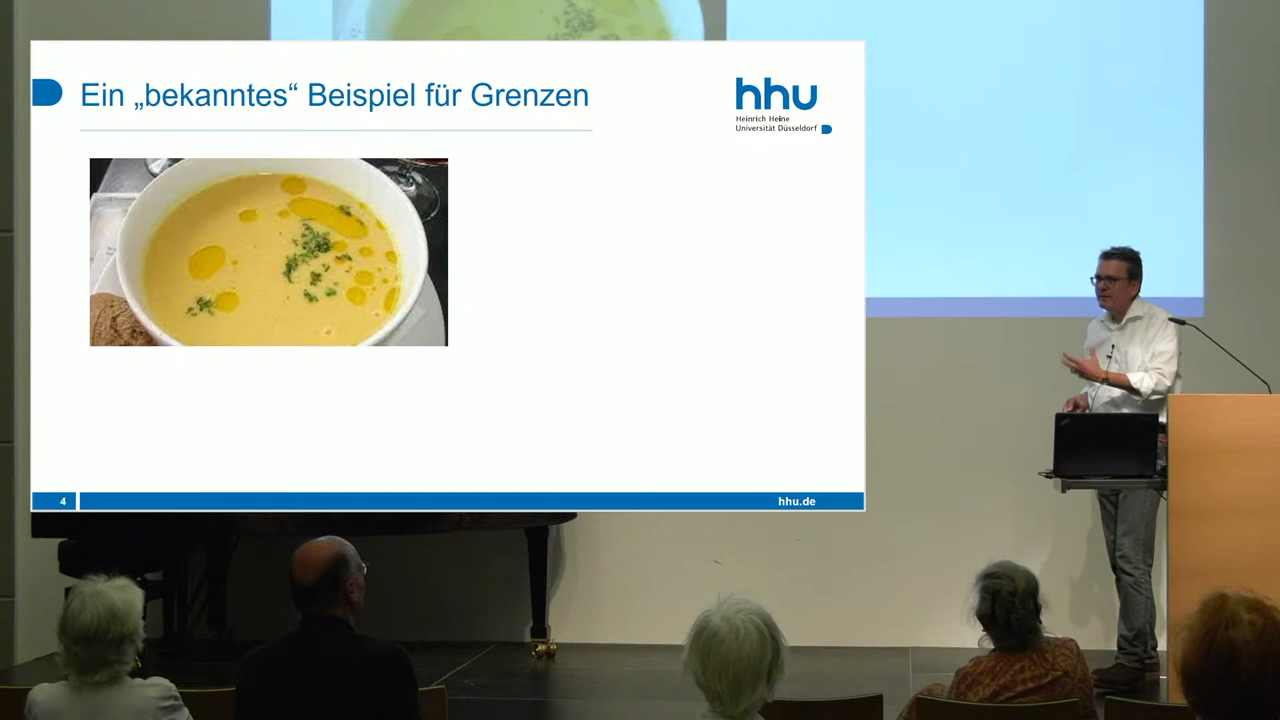 Ein „bekanntes“ Beispiel für Grenzen
hhu
Heinrich Heine
Universität Düsseldorf
4
hhu.de